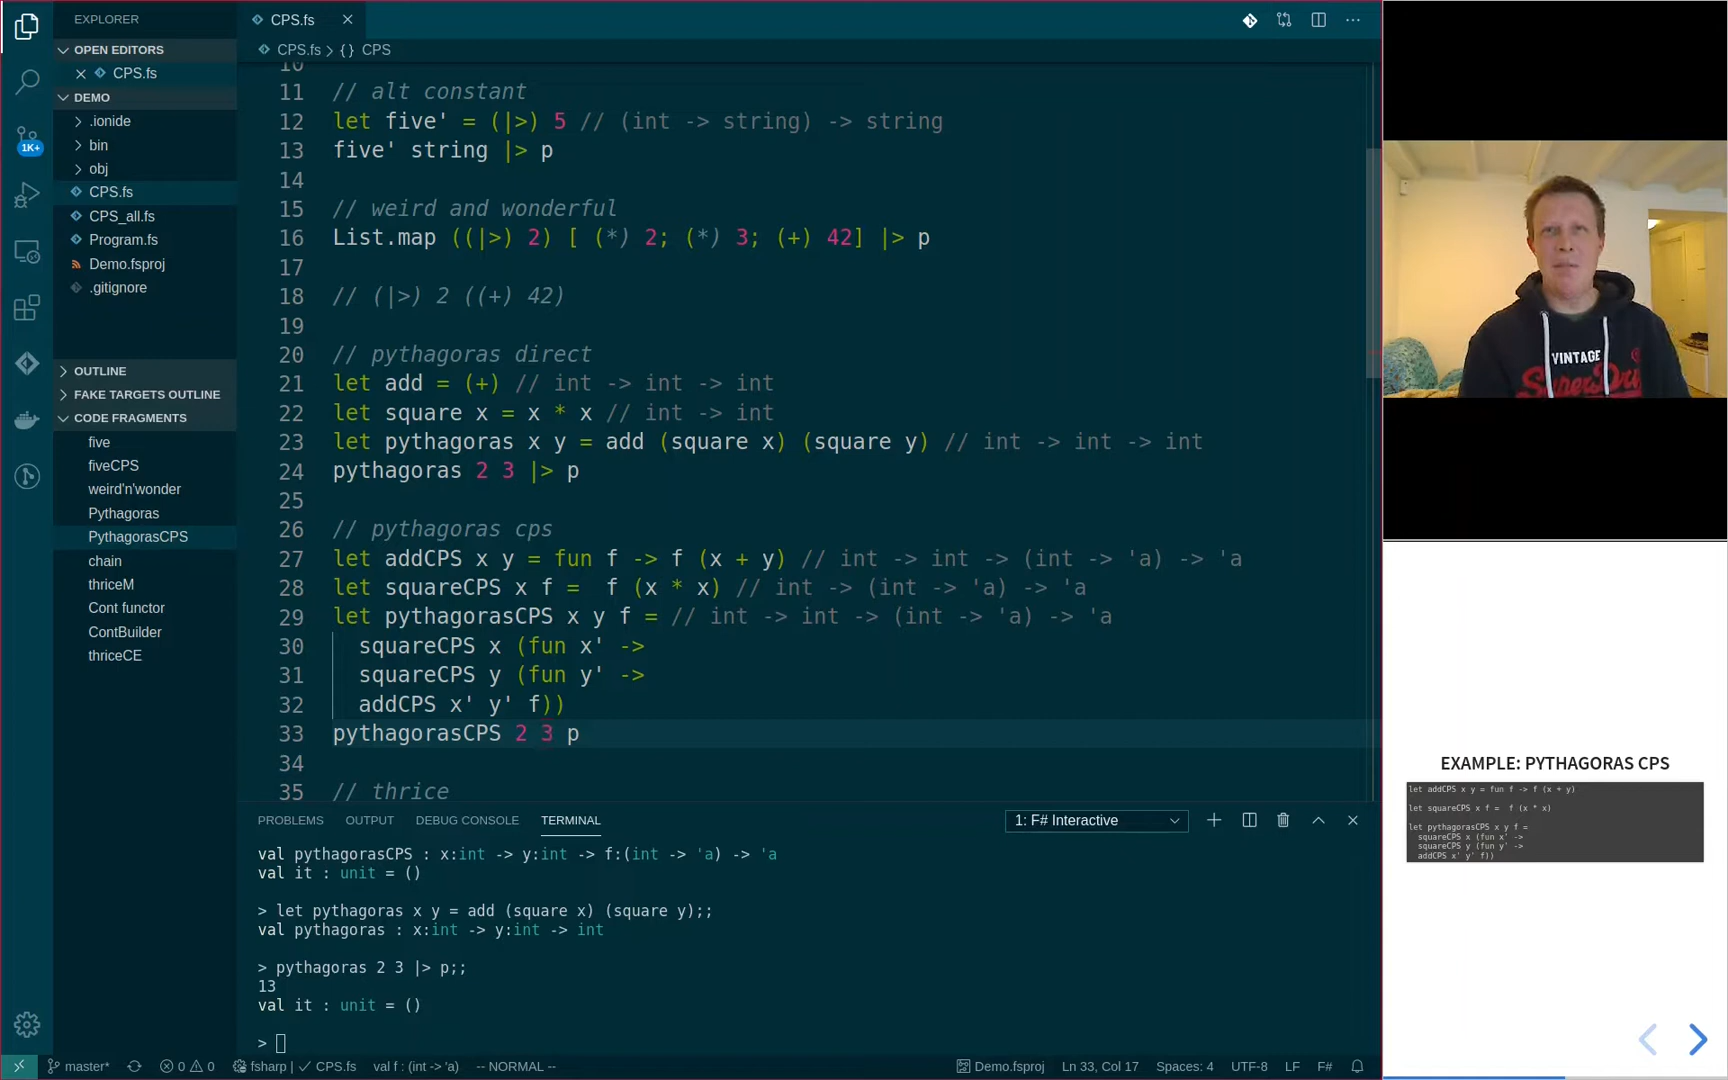 EXPLORER
OPEN EDITORS
CPS.fs
DEMO
.ionide
bin
obj
CPS.fs
CPS_all.fs
Program.fs
Demo.fsproj
.gitignore
OUTLINE
FAKE TARGETS OUTLINE
CODE FRAGMENTS
five
fiveCPS
weird'n'wonder
Pythagoras
PythagorasCPS
chain
thriceM
Cont functor
ContBuilder
thriceCE
1K+
CPS.fs
CPS.fs > {} CPS
10
11 // alt constant
12 let five' = (|>) 5 // (int -> string) -> string
13 five' string |> p
14
15 // weird and wonderful
16 List.map ((|>) 2) [ (*) 2; (*) 3; (+) 42] |> p
17
18 // (|>) 2 ((+) 42)
19
20 // pythagoras direct
21 let add = (+) // int -> int -> int
22 let square x = x * x // int -> int
23 let pythagoras x y = add (square x) (square y) // int -> int -> int
24 pythagoras 2 3 |> p
25
26 // pythagoras cps
27 let addCPS x y = fun f -> f (x + y) // int -> int -> (int -> 'a) -> 'a
28 let squareCPS x f =  f (x * x) // int -> (int -> 'a) -> 'a
29 let pythagorasCPS x y f = // int -> int -> (int -> 'a) -> 'a
30   squareCPS x (fun x' ->
31   squareCPS y (fun y' ->
32   addCPS x' y' f))
33 pythagorasCPS 2 3 p
34
35 // thrice
PROBLEMS OUTPUT DEBUG CONSOLE TERMINAL 1: F# Interactive
val pythagorasCPS : x:int -> y:int -> f:(int -> 'a) -> 'a
val it : unit = ()
> let pythagoras x y = add (square x) (square y);;
val pythagoras : x:int -> y:int -> int
> pythagoras 2 3 |> p;;
13
val it : unit = ()
>
master* 0 0 fsharp | CPS.fs val f : (int -> 'a) -- NORMAL -- Demo.fsproj Ln 33, Col 17 Spaces: 4 UTF-8 LF F#
VINTAGE
SuperDry
EXAMPLE: PYTHAGORAS CPS
let addCPS x y = fun f -> f (x + y)
let squareCPS x f =  f (x * x)
let pythagorasCPS x y f =
  squareCPS x (fun x' ->
  squareCPS y (fun y' ->
  addCPS x' y' f))